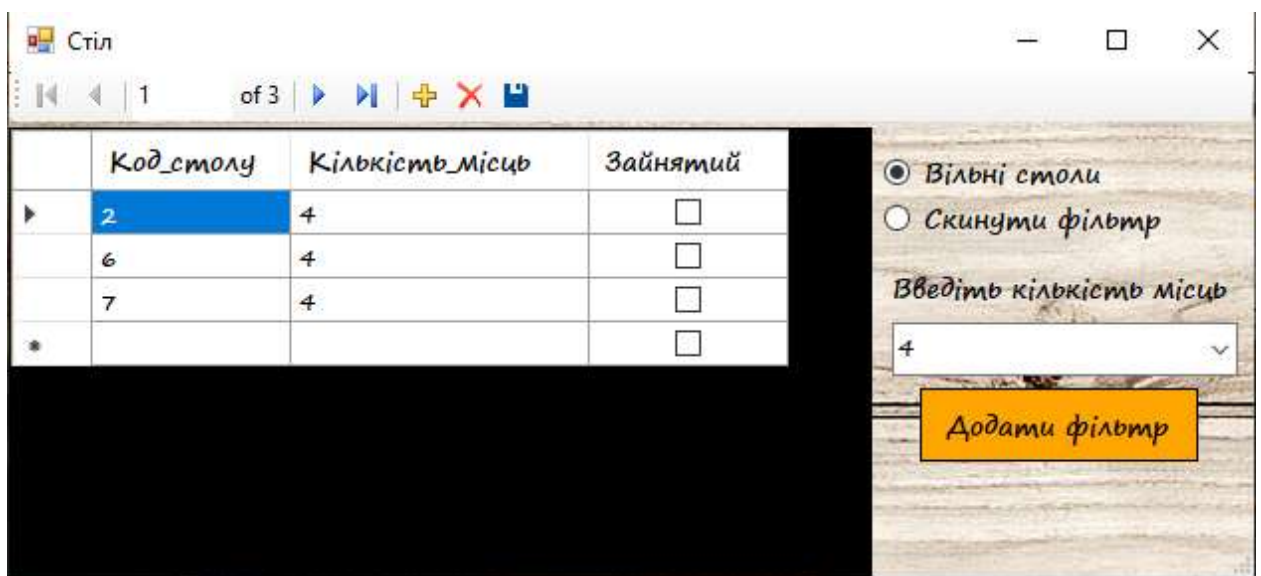 Стіл
1 of 3
Код_столу Кількість_місць Зайнятий
2 4
6 4
7 4
Вільні столи
Скинути фільтр
Введіть кількість місць
4
Додати фільтр